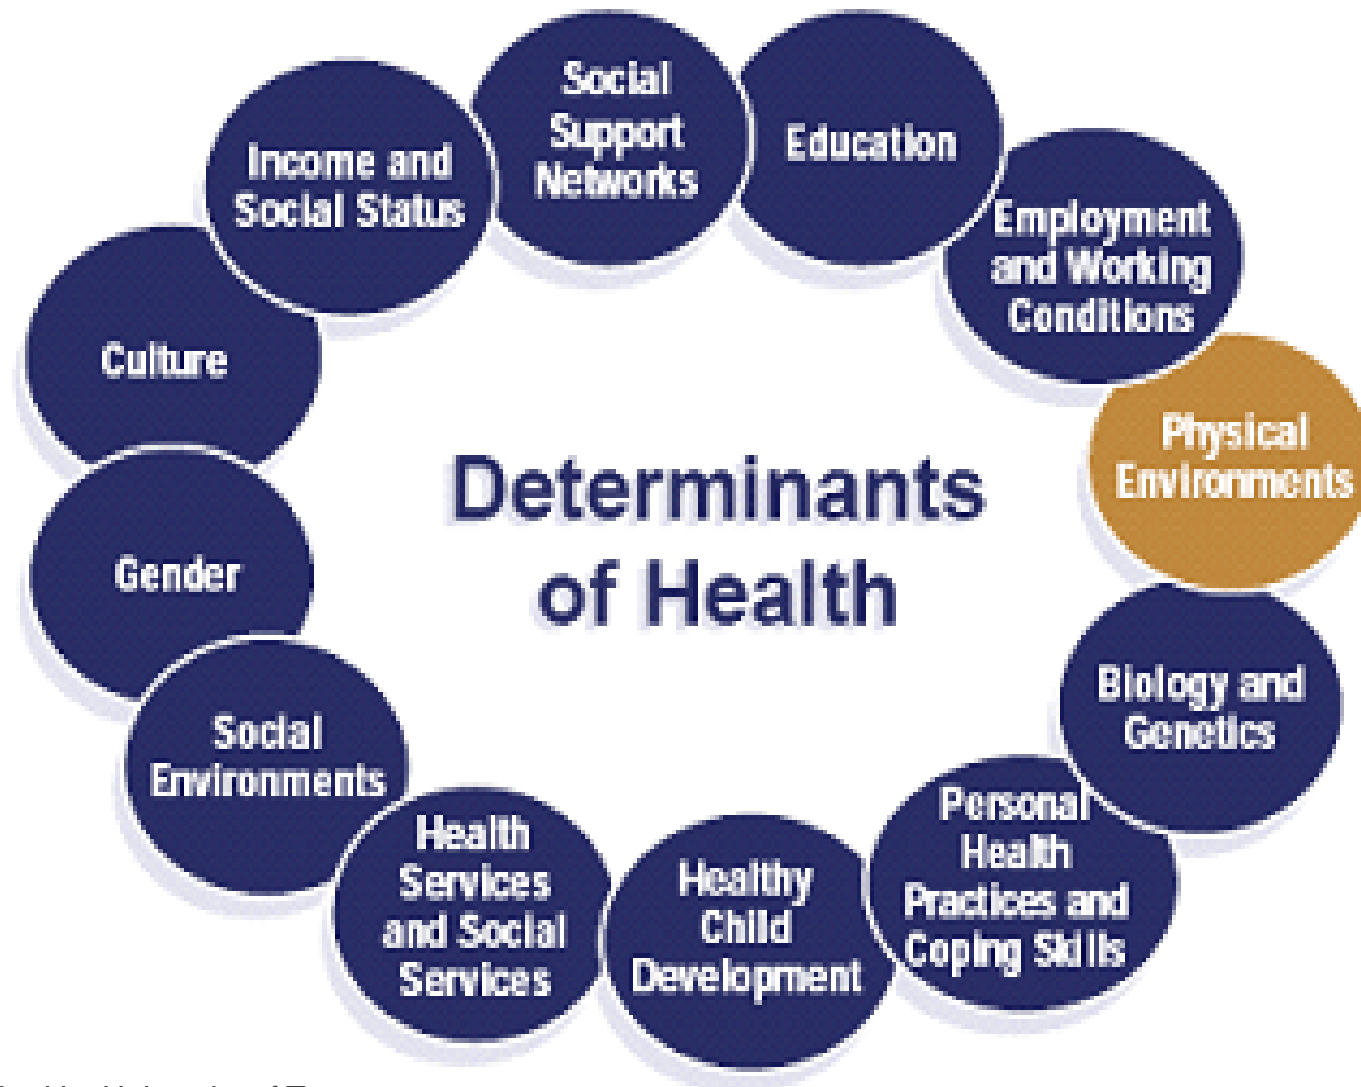 Social
Support
Networks
Education
Income and
Social Status
Employment
and Working
Conditions
Culture
Physical
Environments
Determinants
of Health
Gender
Biology and
Genetics
Social
Environments
Personal
Health
Practices and
Coping Skills
Health
Services
and Social
Services
Healthy
Child
Development